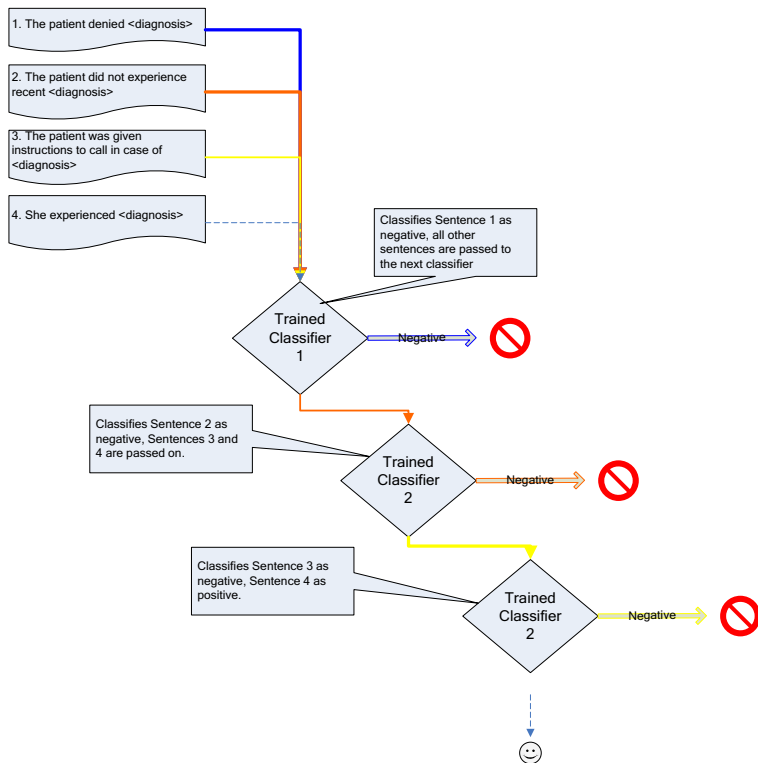 1. The patient denied <diagnosis>
2. The patient did not experience
recent <diagnosis>
3. The patient was given
instructions to call in case of
<diagnosis>
4. She experienced <diagnosis>
Classifies Sentence 1 as
negative, all other
sentences are passed to
the next classifier
Trained
Classifier
1
Negative
Classifies Sentence 2 as
negative, Sentences 3 and
4 are passed on.
Trained
Classifier
2
Negative
Classifies Sentence 3 as
negative, Sentence 4 as
positive.
Trained
Classifier
2
Negative